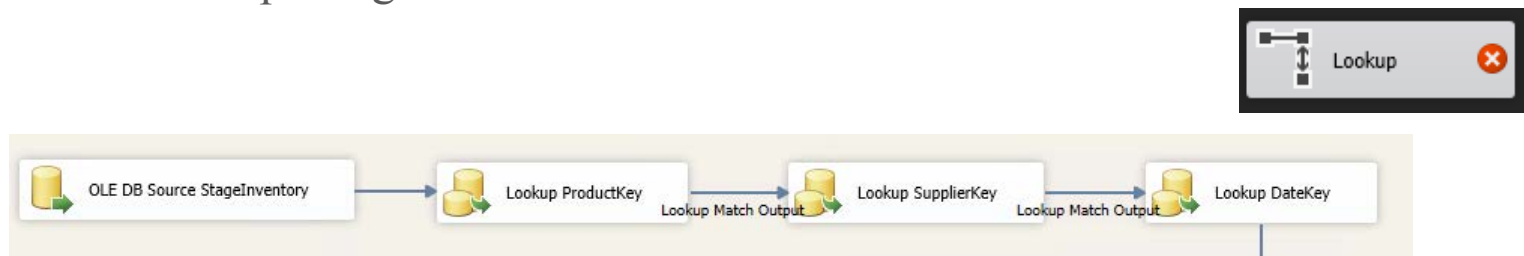 Lookup
OLE DB Source StageInventory
Lookup ProductKey
Lookup Match Output
Lookup SupplierKey
Lookup Match Output
Lookup DateKey